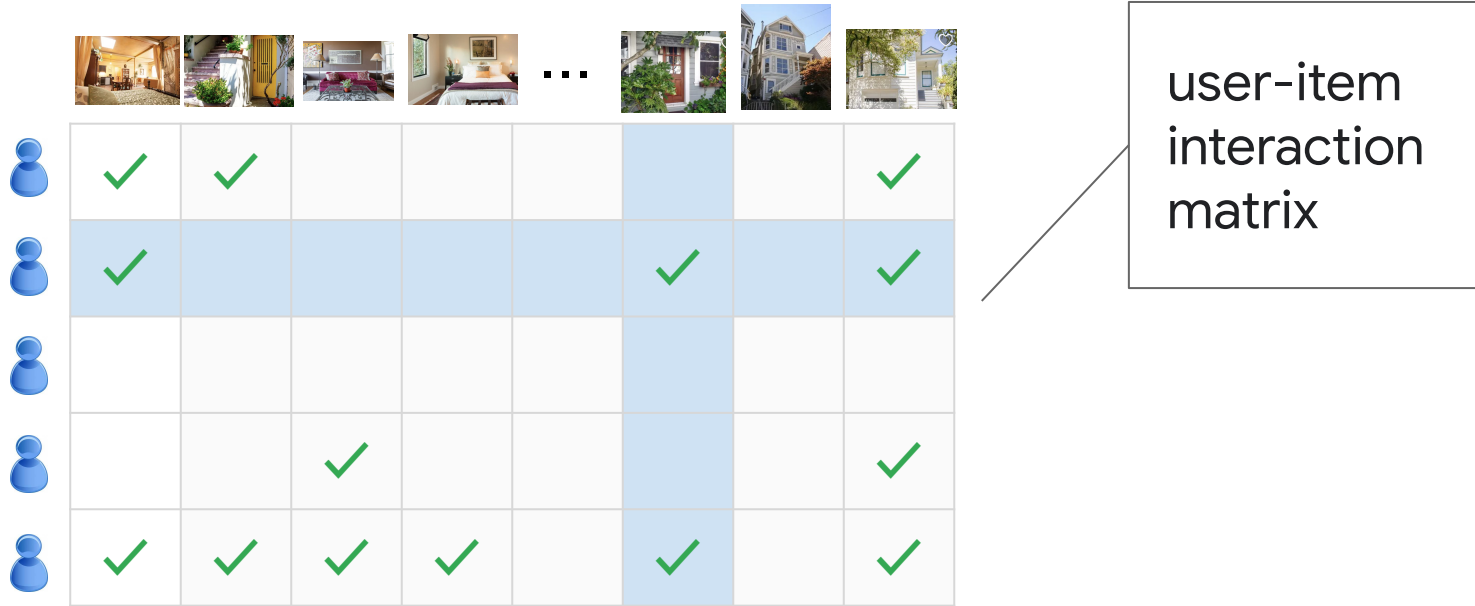 user-item
interaction
matrix